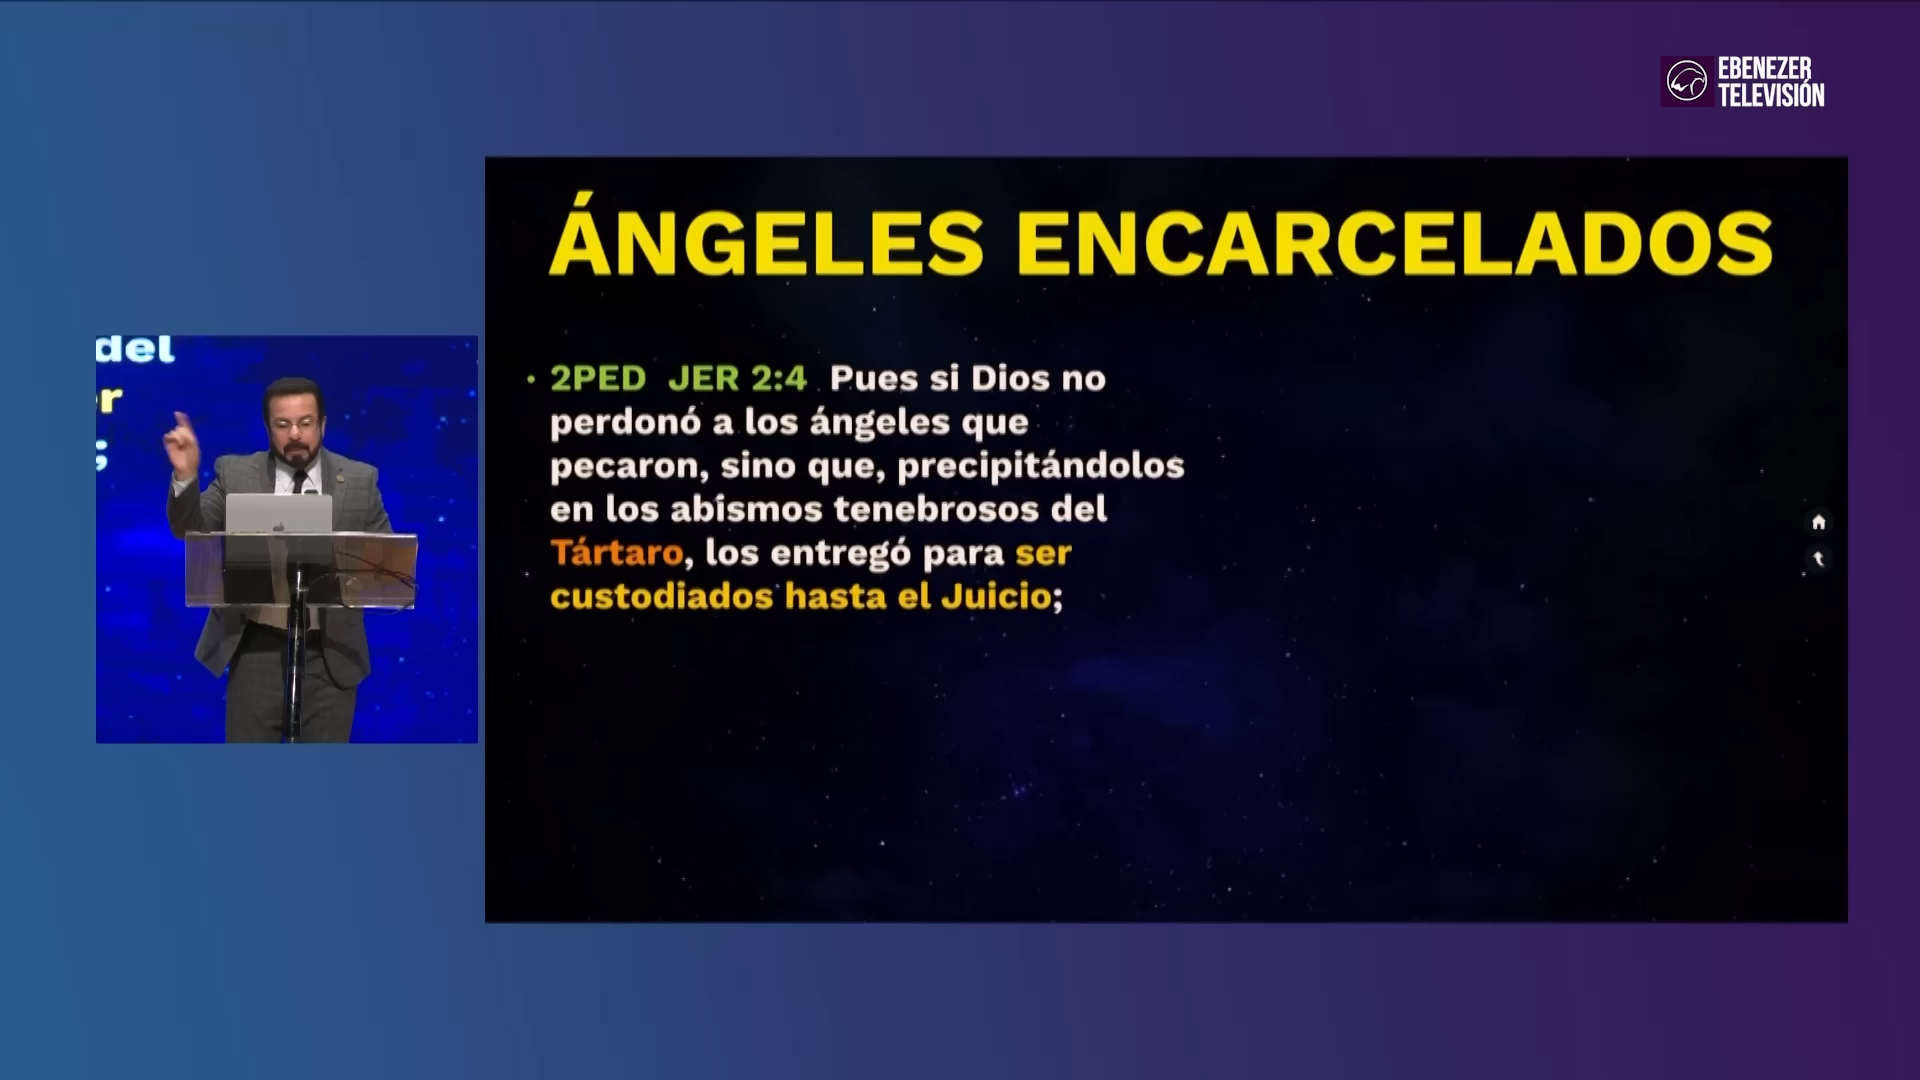 EBENEZER
TELEVISIÓN
ÁNGELES ENCARCELADOS
• 2PED JER 2:4 Pues si Dios no
perdonó a los ángeles que
pecaron, sino que, precipitándolos
en los abismos tenebrosos del
Tártaro, los entregó para ser
custodiados hasta el Juicio;
del
er
;